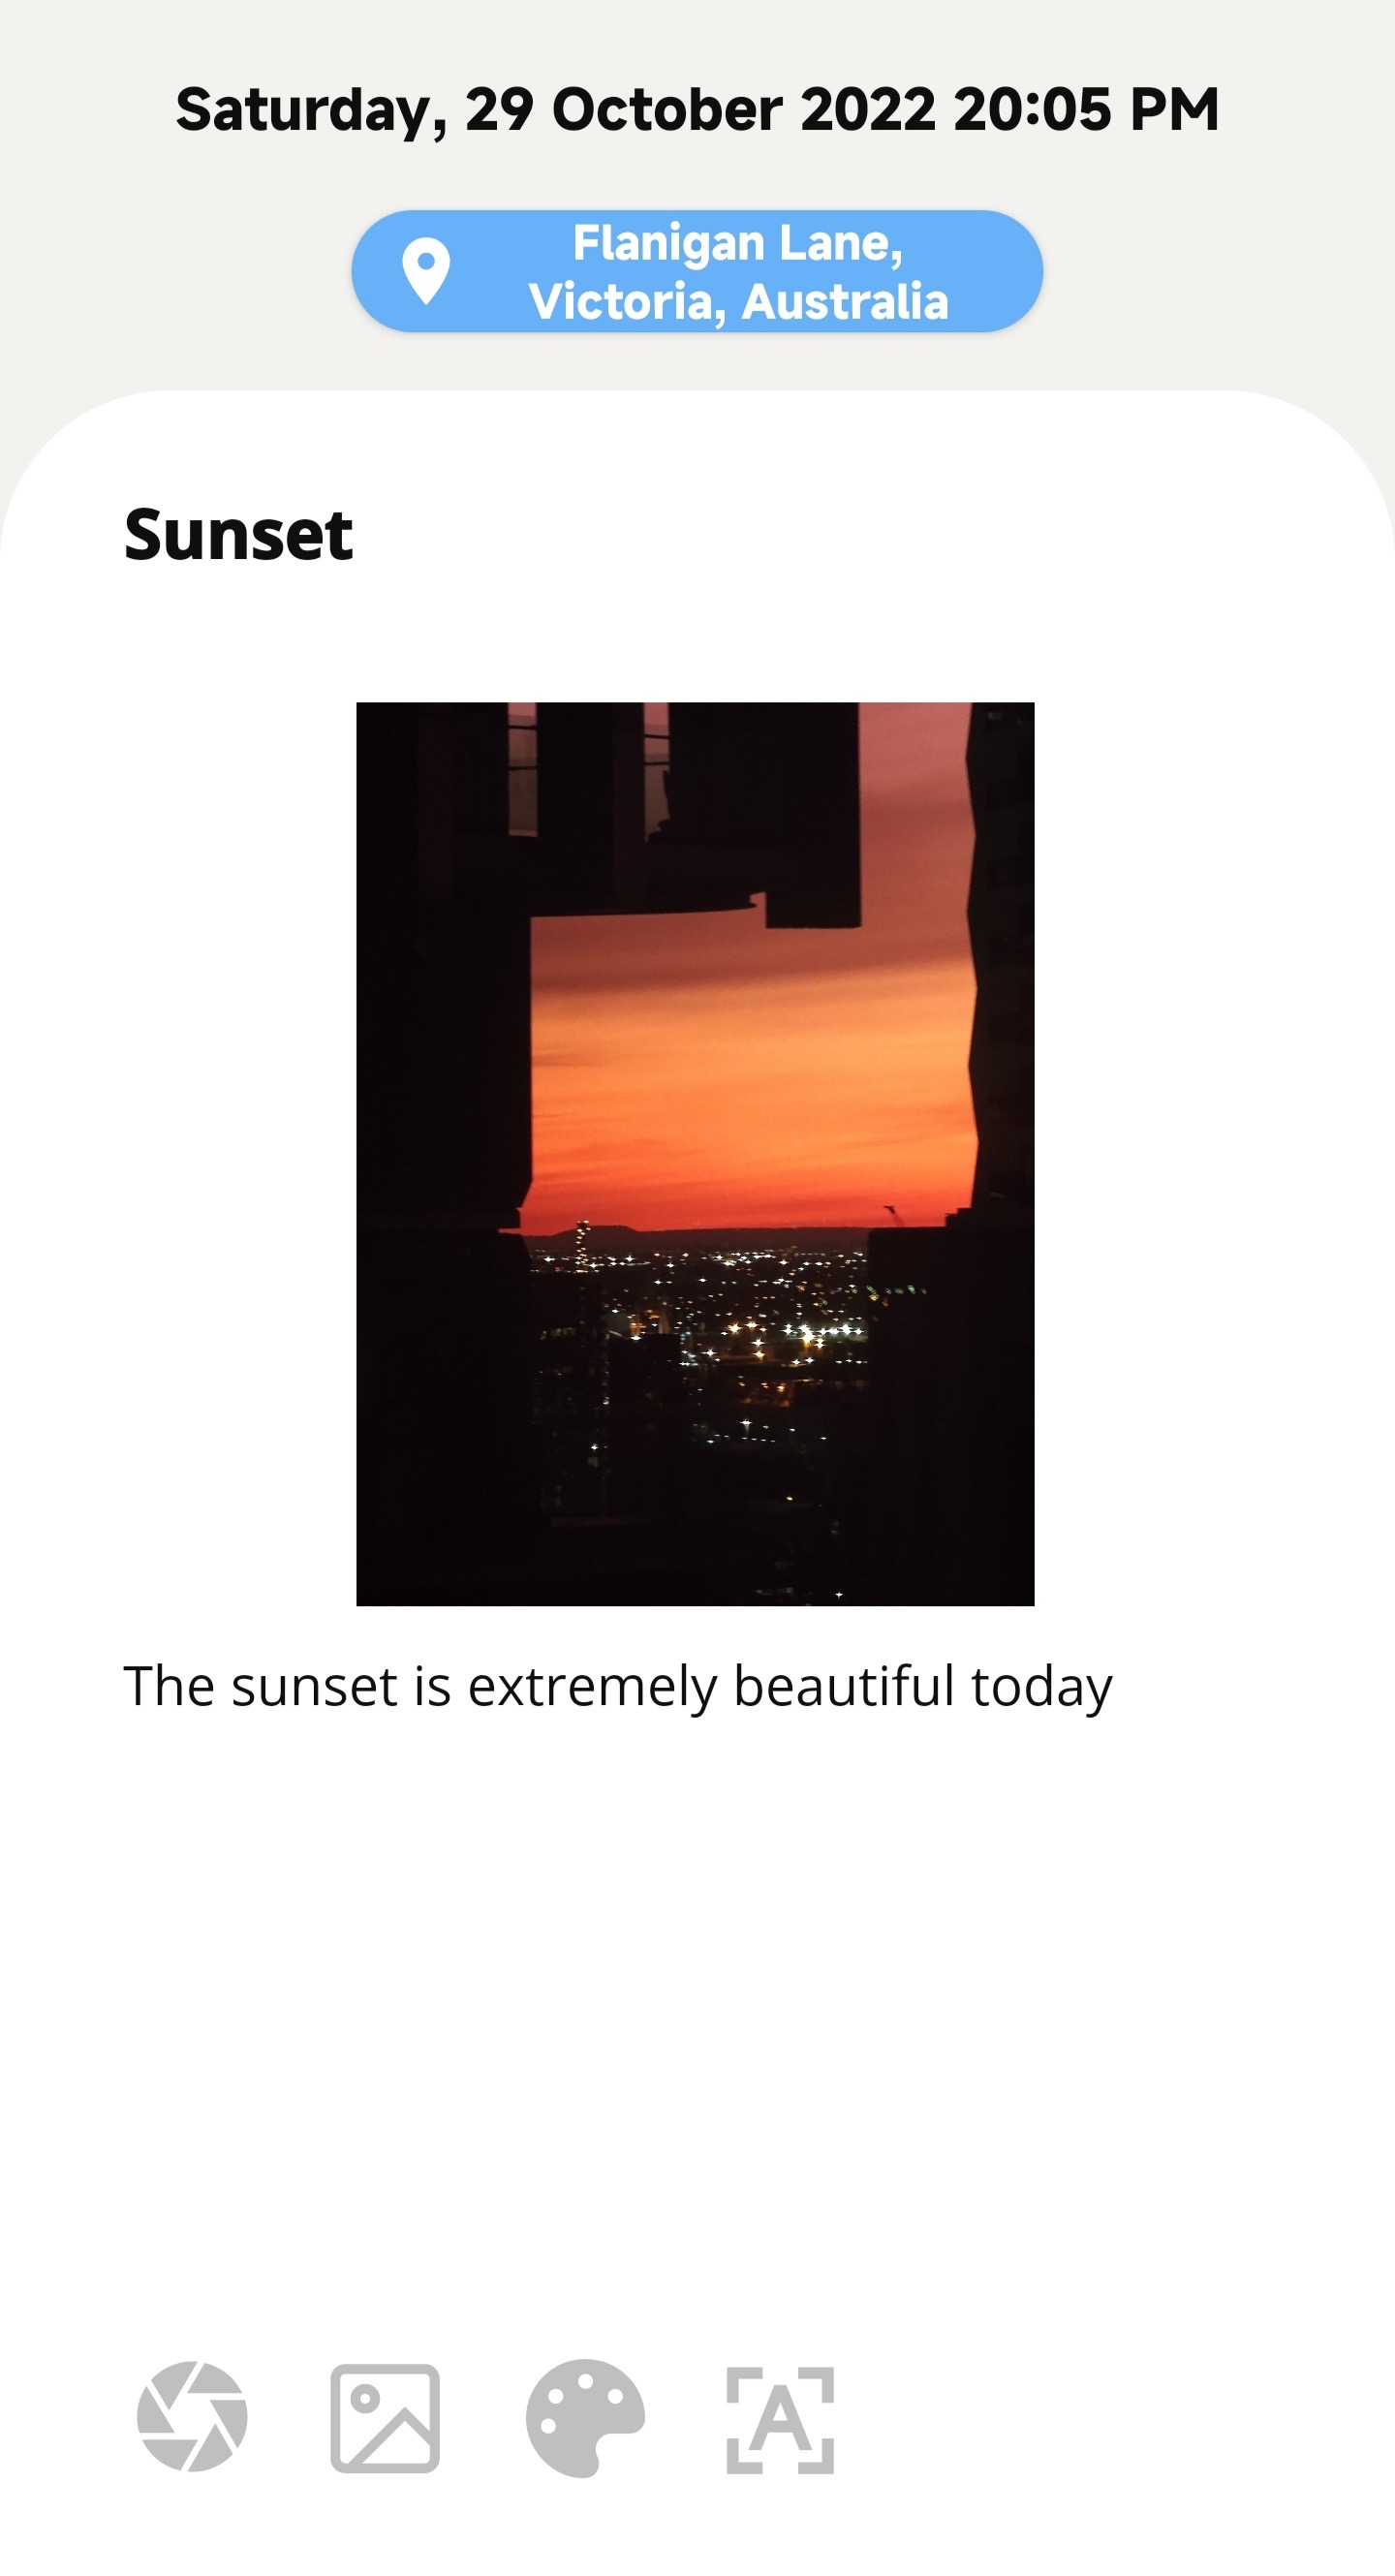 Saturday, 29 October 2022 20:05 PM
Flanigan Lane,
Victoria, Australia
Sunset
The sunset is extremely beautiful today
A